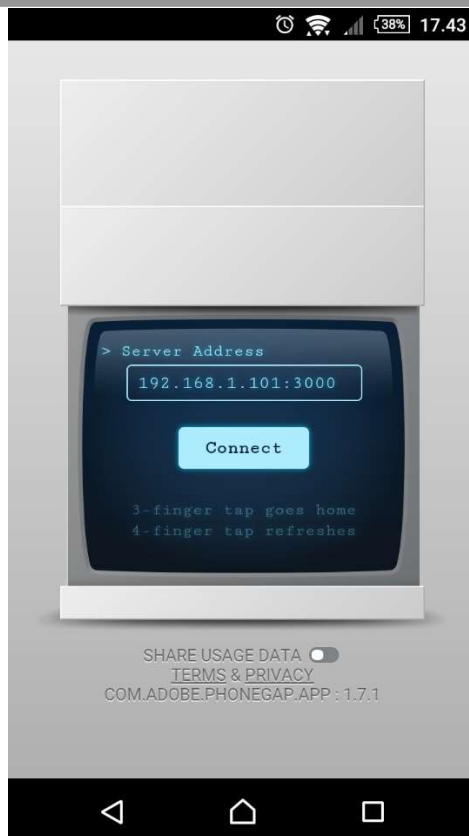 38% 17.43
> Server Address
192.168.1.101:3000
Connect
3-finger tap goes home
4-finger tap refreshes
SHARE USAGE DATA
TERMS & PRIVACY
COM.ADOBE.PHONEGAP.APP : 1.7.1